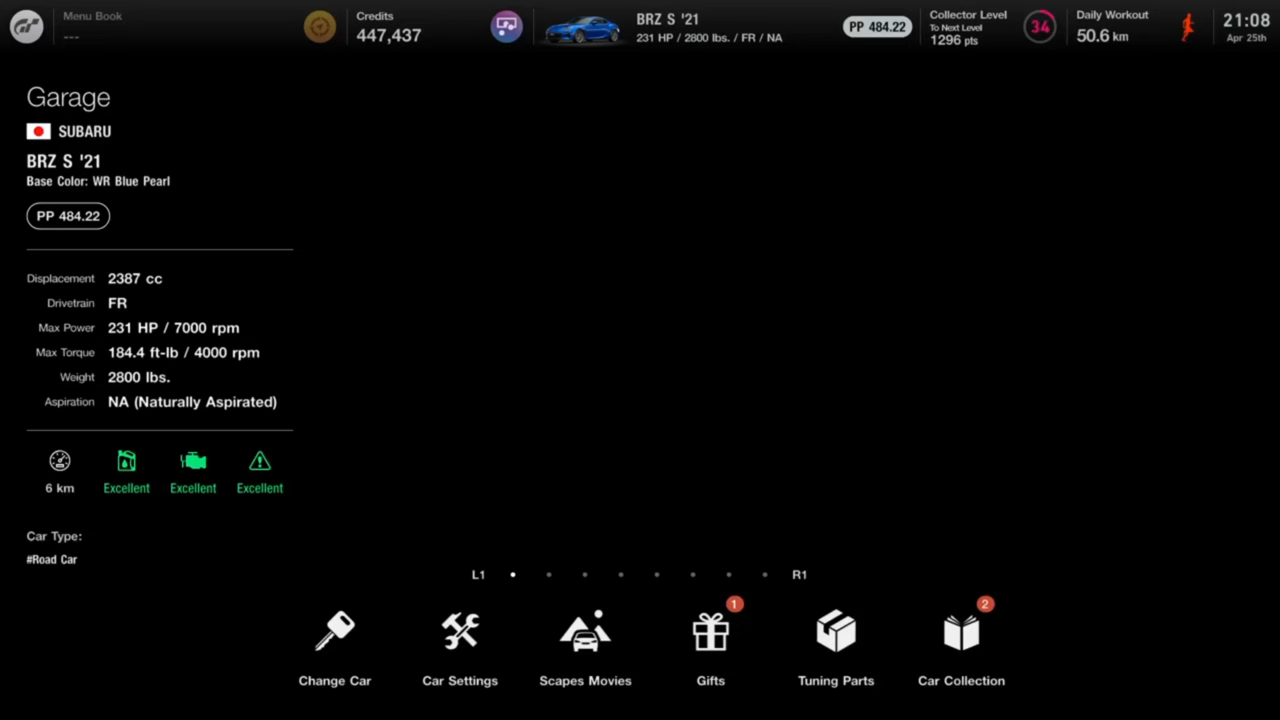 Menu Book
---
Credits
447,437
BRZ S '21
231 HP / 2800 lbs. / FR / NA
PP 484.22
Collector Level
To Next Level
1296 pts
34
Daily Workout
50.6 km
21:08
Apr 25th
Garage
SUBARU
BRZ S '21
Base Color: WR Blue Pearl
PP 484.22
Displacement 2387 cc
Drivetrain FR
Max Power 231 HP / 7000 rpm
Max Torque 184.4 ft-lb / 4000 rpm
Weight 2800 lbs.
Aspiration NA (Naturally Aspirated)
6 km Excellent Excellent Excellent
Car Type:
#Road Car
L1 R1
1 2
Change Car Car Settings Scapes Movies Gifts Tuning Parts Car Collection